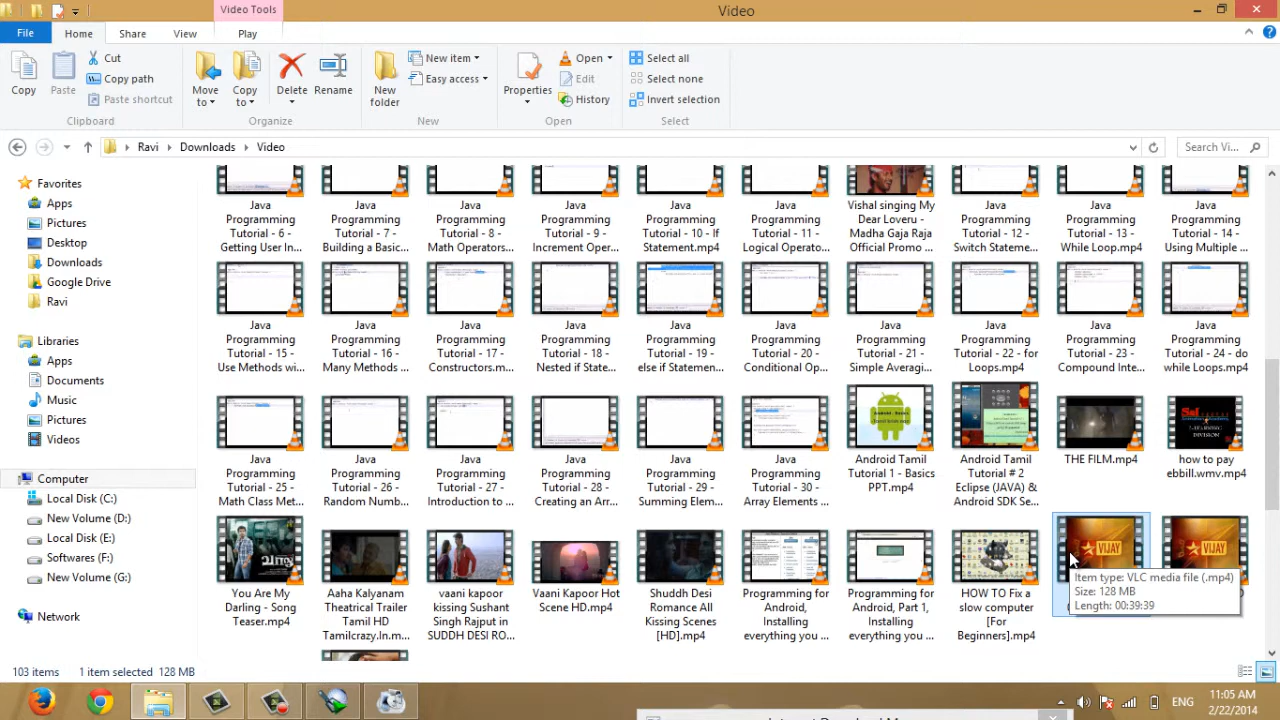 Video Tools
Video
File Home Share View Play
Copy
Paste
Cut
Copy path
Paste shortcut
Clipboard
Move to
Copy to
Delete
Rename
Organize
New folder
New item
Easy access
New
Properties
Open
Edit
History
Open
Select all
Select none
Invert selection
Select
Ravi Downloads Video
Search Vi...
Favorites
Apps
Pictures
Desktop
Downloads
Google Drive
Ravi
Libraries
Apps
Documents
Music
Pictures
Videos
Computer
Local Disk (C:)
New Volume (D:)
Local Disk (E:)
Softwares (F:)
New Volume (G:)
Network
Java Programming Tutorial - 6 - Getting User In...
Java Programming Tutorial - 7 - Building a Basic...
Java Programming Tutorial - 8 - Math Operators...
Java Programming Tutorial - 9 - Increment Oper...
Java Programming Tutorial - 10 - If Statement.mp4
Java Programming Tutorial - 11 - Logical Operato...
Vishal singing My Dear Loveru - Madha Gaja Raja Official Promo ...
Java Programming Tutorial - 12 - Switch Stateme...
Java Programming Tutorial - 13 - While Loop.mp4
Java Programming Tutorial - 14 - Using Multiple ...
Java Programming Tutorial - 15 - Use Methods wi...
Java Programming Tutorial - 16 - Many Methods ...
Java Programming Tutorial - 17 - Constructors.m...
Java Programming Tutorial - 18 - Nested if State...
Java Programming Tutorial - 19 - else if Statemen...
Java Programming Tutorial - 20 - Conditional Op...
Java Programming Tutorial - 21 - Simple Averagi...
Java Programming Tutorial - 22 - for Loops.mp4
Java Programming Tutorial - 23 - Compound Inte...
Java Programming Tutorial - 24 - do while Loops.mp4
Java Programming Tutorial - 25 - Math Class Met...
Java Programming Tutorial - 26 - Random Numb...
Java Programming Tutorial - 27 - Introduction to ...
Java Programming Tutorial - 28 - Creating an Arr...
Java Programming Tutorial - 29 - Summing Elem...
Java Programming Tutorial - 30 - Array Elements ...
Android Tamil Tutorial 1 - Basics PPT.mp4
Android Tamil Tutorial # 2 Eclipse (JAVA) & Android SDK Se...
THE FILM.mp4
how to pay ebbill.wmv.mp4
You Are My Darling - Song Teaser.mp4
Aaha Kalyanam Theatrical Trailer Tamil HD Tamilcrazy.In.m...
vaani kapoor kissing Sushant Singh Rajput in SUDDH DESI RO...
Vaani Kapoor Hot Scene HD.mp4
Shuddh Desi Romance All Kissing Scenes [HD].mp4
Programming for Android, Installing everything you ...
Programming for Android, Part 1, Installing everything you ...
HOW TO Fix a slow computer [For Beginners].mp4
VIJAY
VIJAY
Item type: VLC media file (.mp4)
Size: 128 MB
Length: 00:39:39
103 items 1 item selected 128 MB
ENG
11:05 AM
2/22/2014